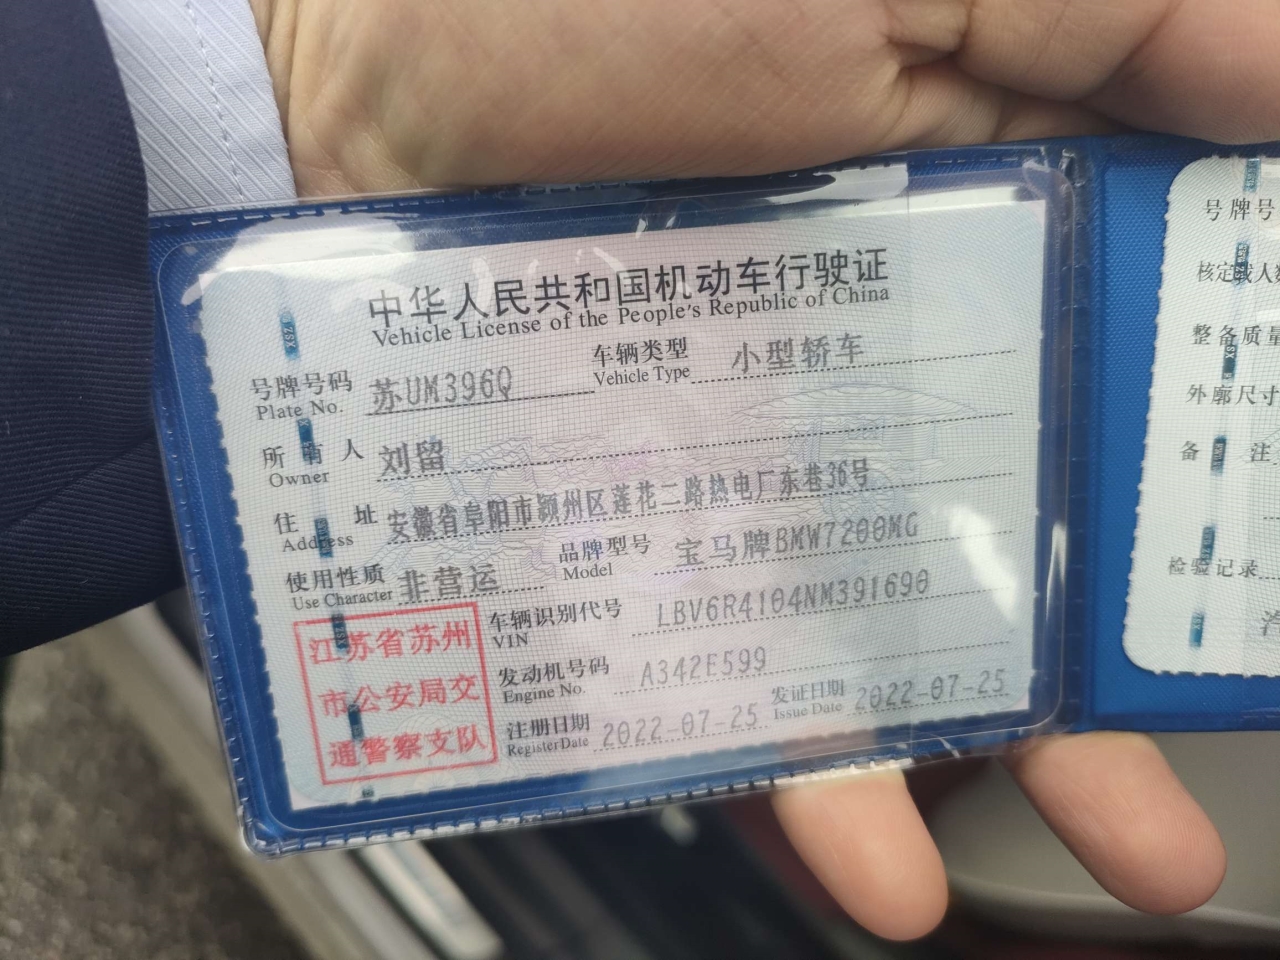 中华人民共和国机动车行驶证
Vehicle License of the People's Republic of China
号牌号码 苏UM396Q 车辆类型 小型轿车
Plate No. Vehicle Type
所有人 刘留
Owner
住址 安徽省阜阳市颍州区莲花二路热电厂东巷36号
Address
使用性质 非营运 品牌型号 宝马牌BMW7200MG
Use Character Model
江苏省苏州
市公安局交
通警察支队
车辆识别代号 LBV6R4104NM391690
VIN
发动机号码 A342E599
Engine No.
注册日期 2022-07-25 发证日期 2022-07-25
Register Date Issue Date
号牌号
核定载人数
整备质量
外廓尺寸
备注
检验记录